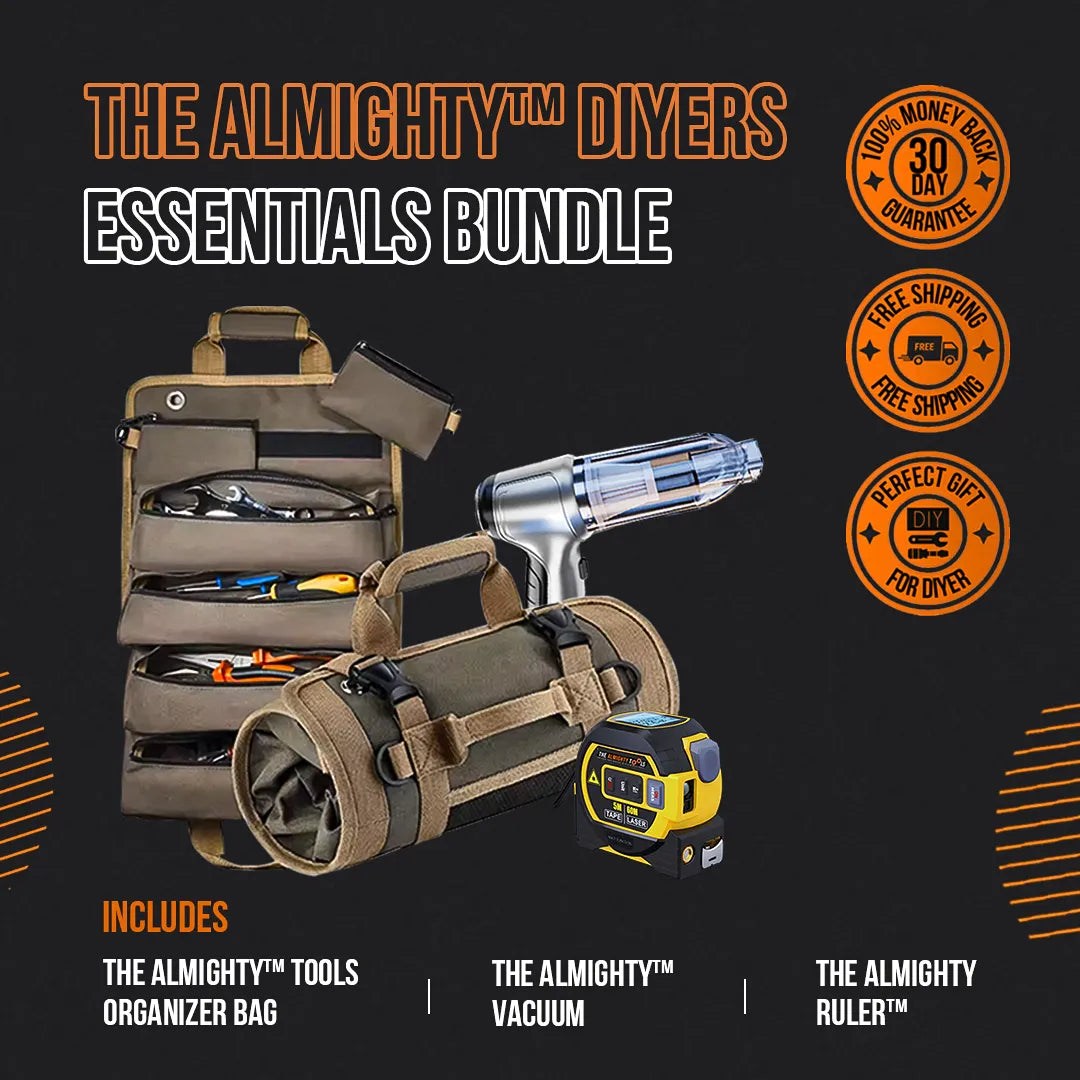 THE ALMIGHTY™ DIYERS
ESSENTIALS BUNDLE
100% MONEY BACK
30
DAY
GUARANTEE
FREE SHIPPING
FREE
FREE SHIPPING
PERFECT GIFT
DIY
FOR DIYER
THE ALMIGHTY TOOLS
5M 60M
TAPE LASER
INCLUDES
THE ALMIGHTY™ TOOLS
ORGANIZER BAG
THE ALMIGHTY™
VACUUM
THE ALMIGHTY
RULER™